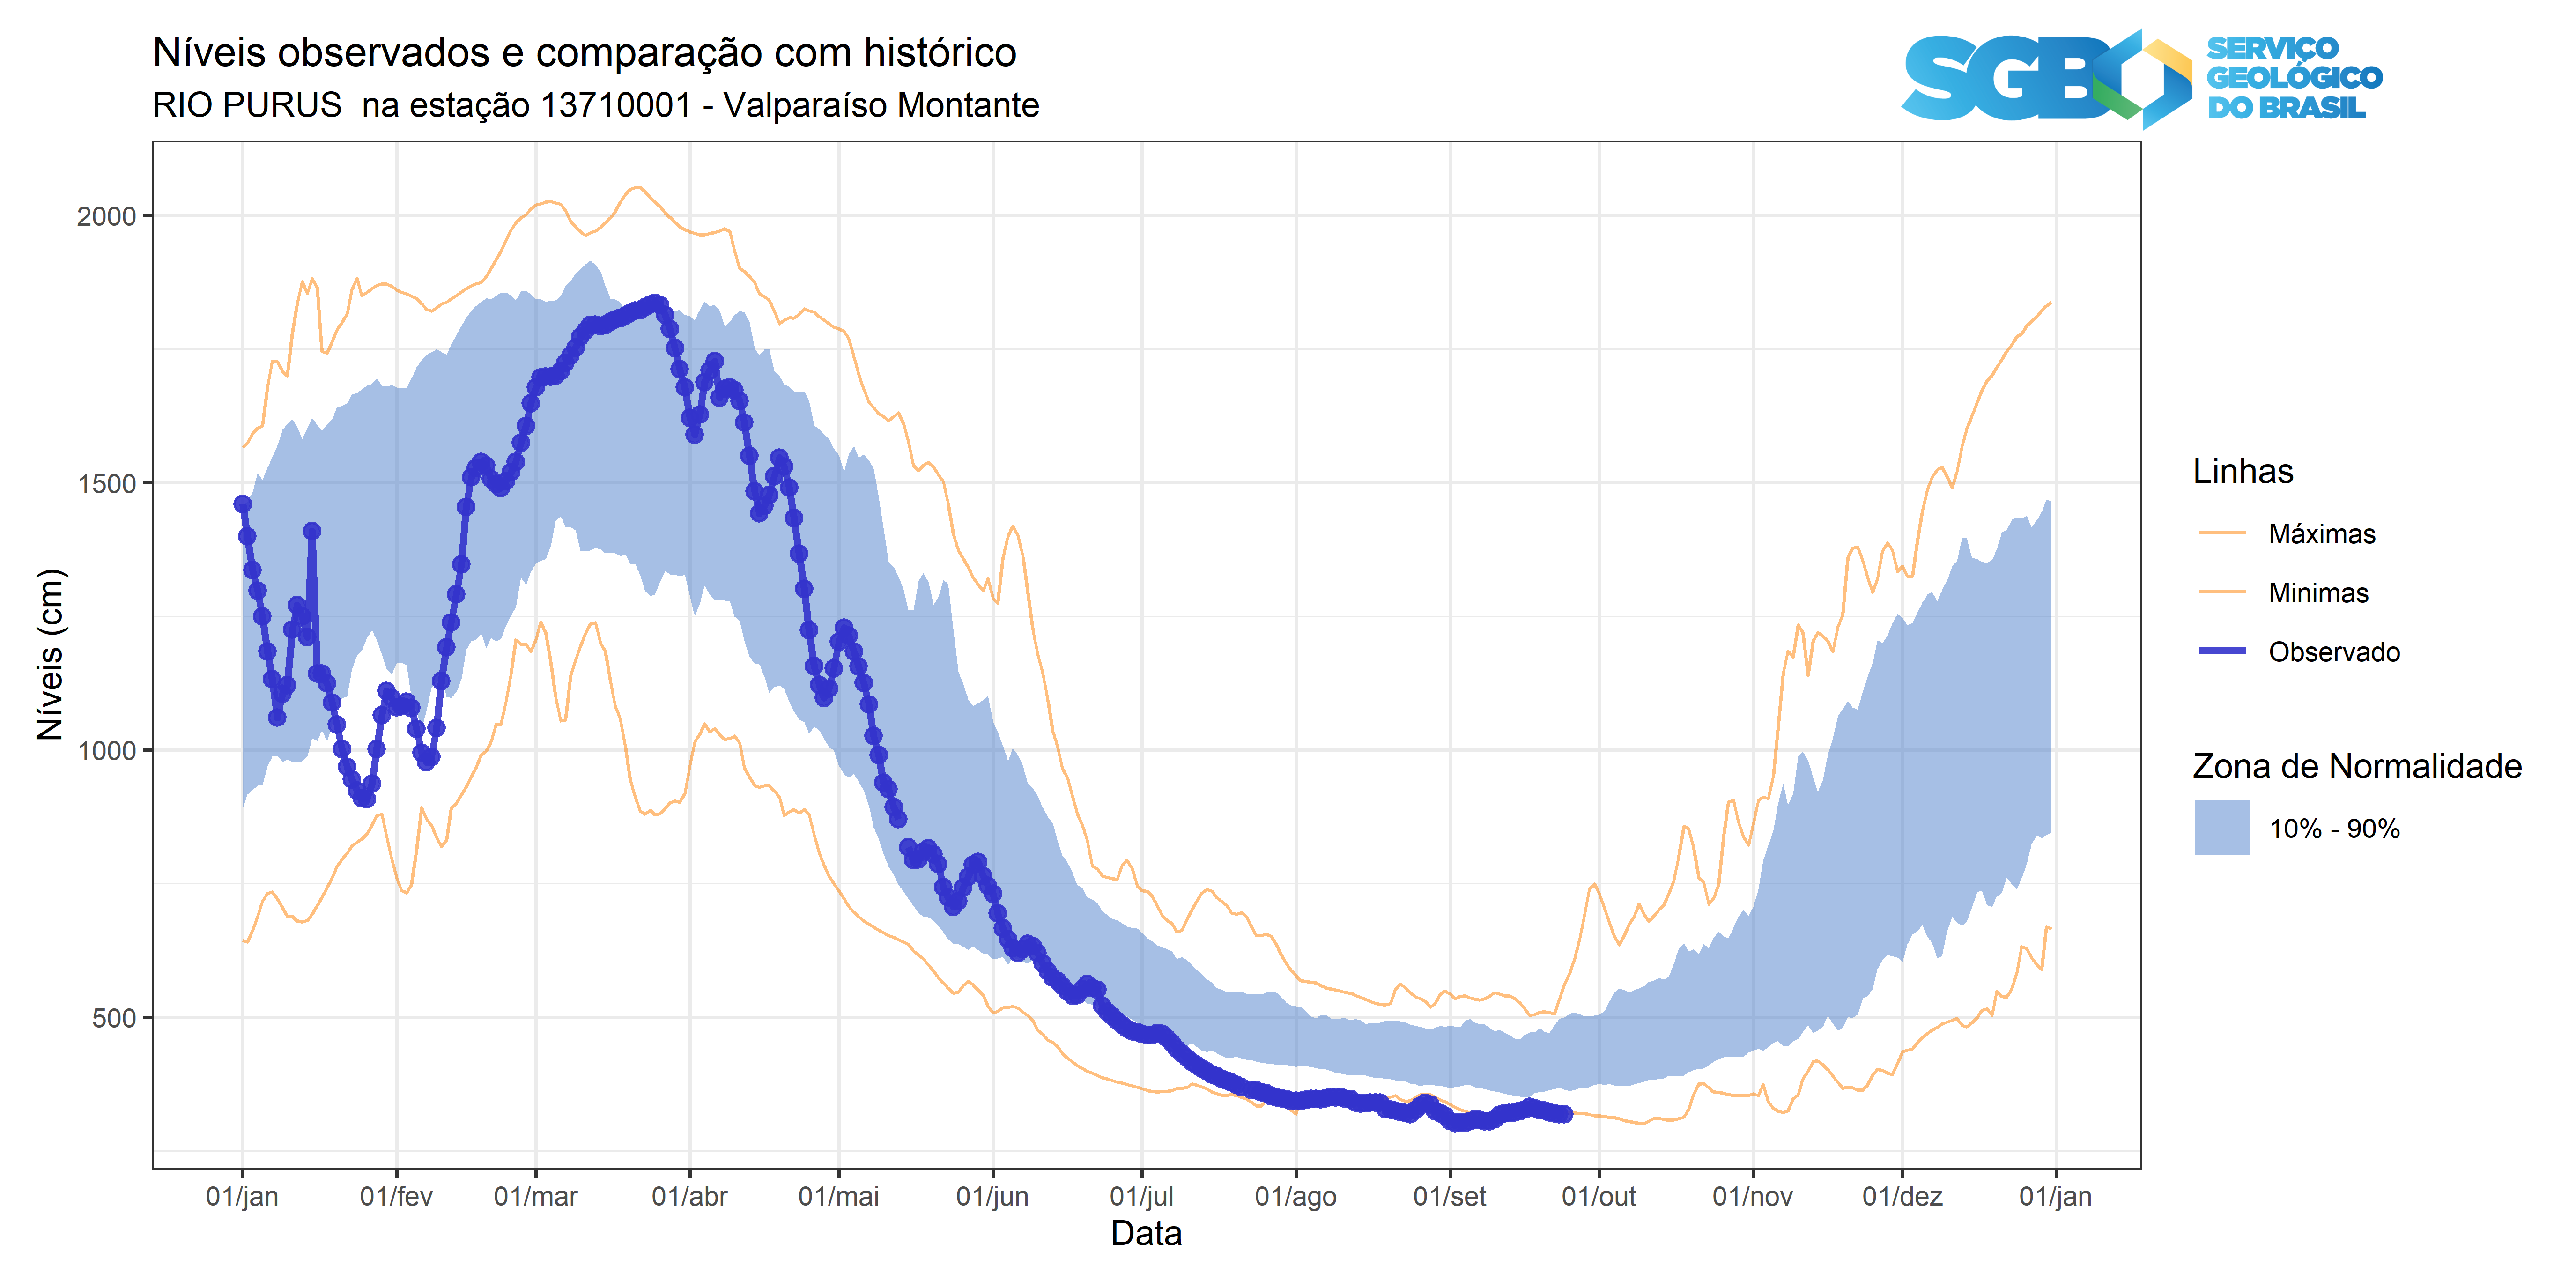 Níveis observados e comparação com histórico
RIO PURUS  na estação 13710001 - Valparaíso Montante
SGB
SERVIÇO
GEOLÓGICO
DO BRASIL
Níveis (cm)
2000
1500
1000
500
01/jan
01/fev
01/mar
01/abr
01/mai
01/jun
01/jul
01/ago
01/set
01/out
01/nov
01/dez
01/jan
Data
Linhas
Máximas
Minimas
Observado
Zona de Normalidade
10% - 90%